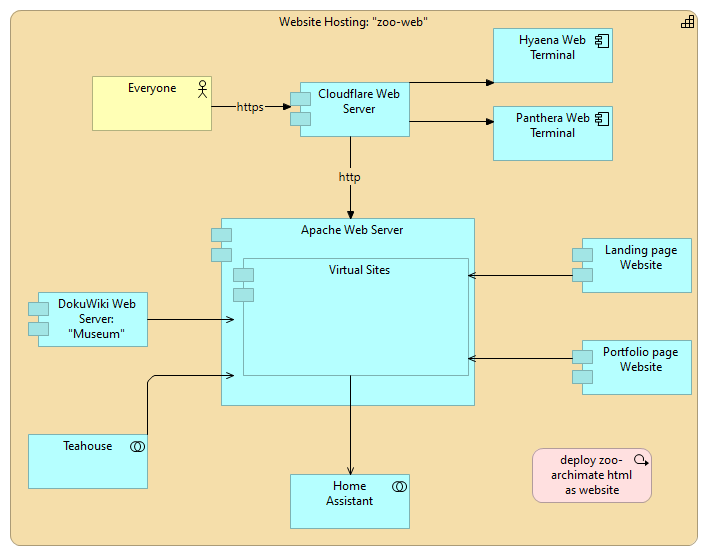 Website Hosting: "zoo-web"
Hyaena Web
Terminal
Everyone
https
Cloudflare Web
Server
Panthera Web
Terminal
http
Apache Web Server
Virtual Sites
Landing page
Website
DokuWiki Web
Server:
"Museum"
Portfolio page
Website
Teahouse
deploy zoo-
archimate html
as website
Home
Assistant